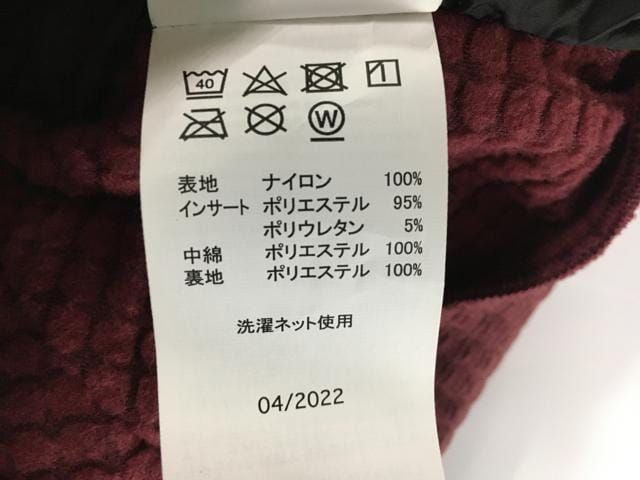 40
W
表地 ナイロン 100%
インサート ポリエステル 95%
ポリウレタン 5%
中綿 ポリエステル 100%
裏地 ポリエステル 100%
洗濯ネット使用
04/2022